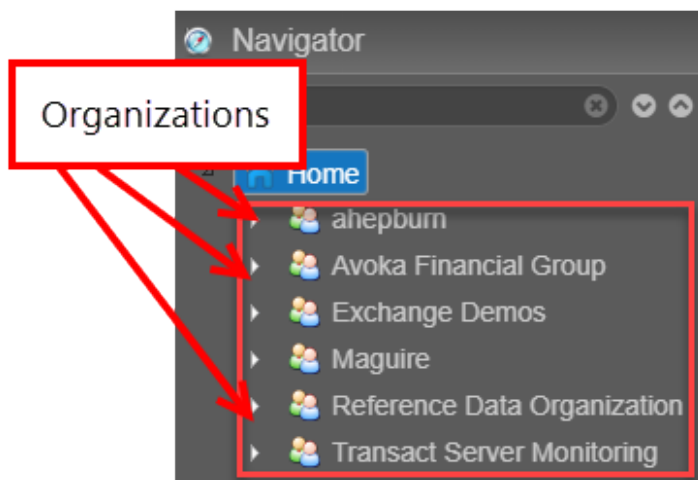 Navigator
Organizations
Home
ahepburn
Avoka Financial Group
Exchange Demos
Maguire
Reference Data Organization
Transact Server Monitoring